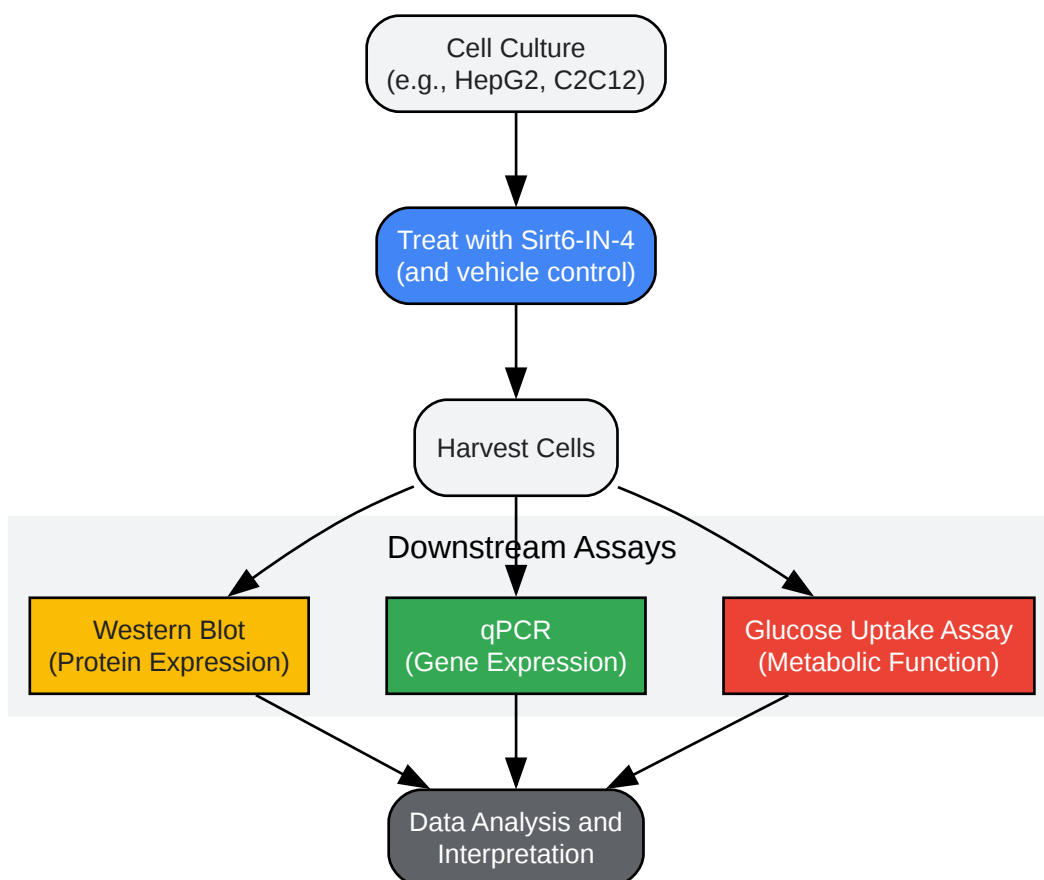 Cell Culture
(e.g., HepG2, C2C12)
Treat with Sirt6-IN-4
(and vehicle control)
Harvest Cells
Downstream Assays
Western Blot
(Protein Expression)
qPCR
(Gene Expression)
Glucose Uptake Assay
(Metabolic Function)
Data Analysis and
Interpretation